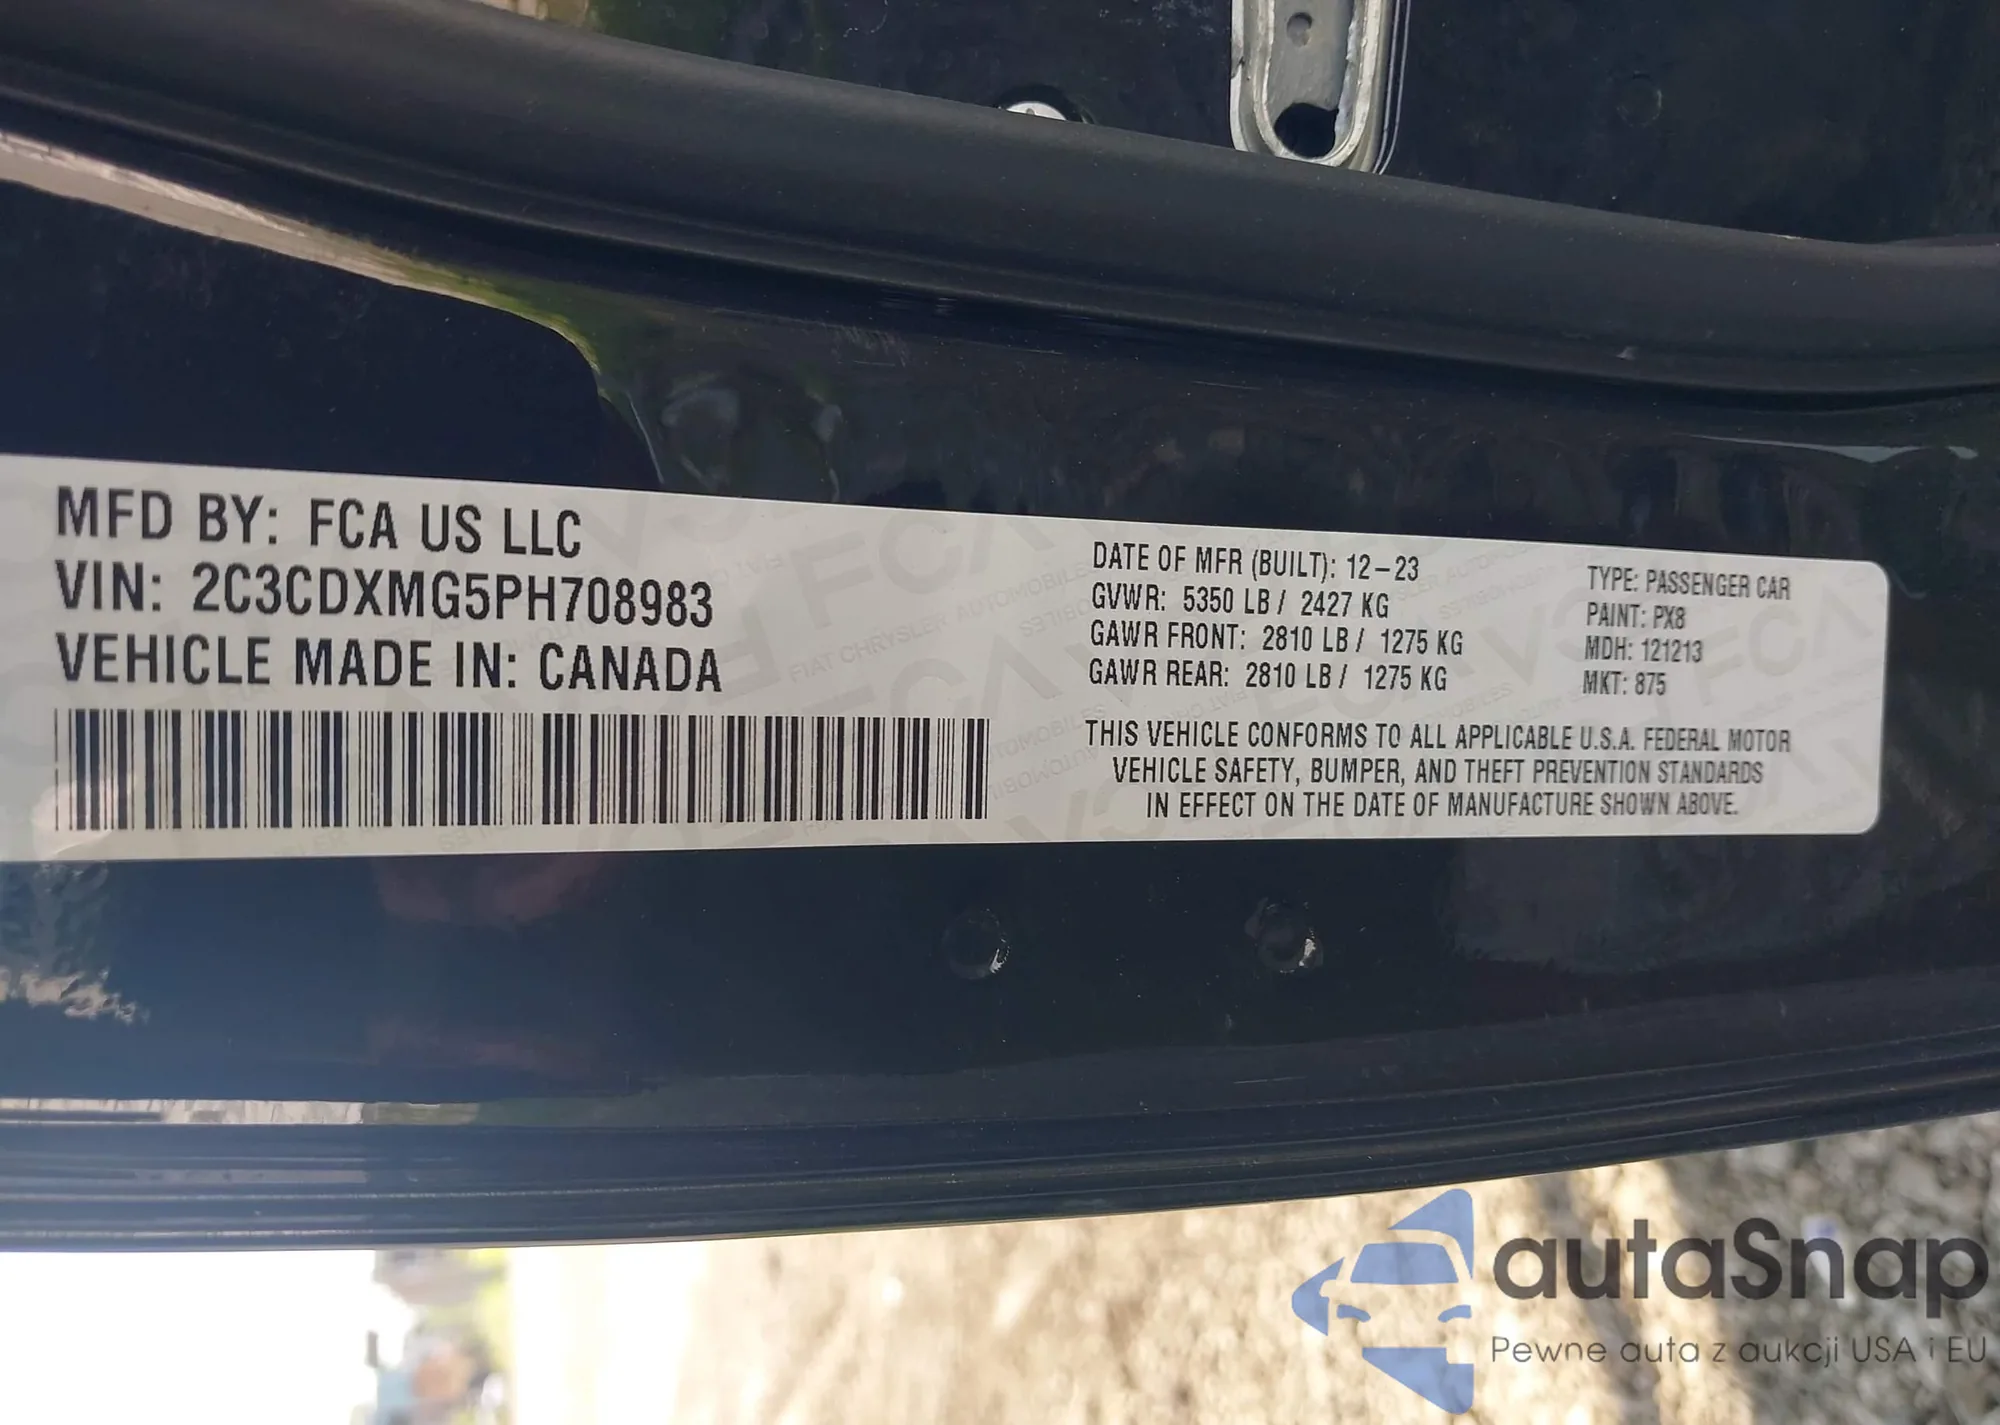 MFD BY: FCA US LLC
VIN: 2C3CDXMG5PH708983
VEHICLE MADE IN: CANADA
DATE OF MFR (BUILT): 12-23
GVWR: 5350 LB / 2427 KG
GAWR FRONT: 2810 LB / 1275 KG
GAWR REAR: 2810 LB / 1275 KG
TYPE: PASSENGER CAR
PAINT: PX8
MDH: 121213
MKT: 875
THIS VEHICLE CONFORMS TO ALL APPLICABLE U.S.A. FEDERAL MOTOR
VEHICLE SAFETY, BUMPER, AND THEFT PREVENTION STANDARDS
IN EFFECT ON THE DATE OF MANUFACTURE SHOWN ABOVE.
autaSnap
Pewne auta z aukcji USA i EU